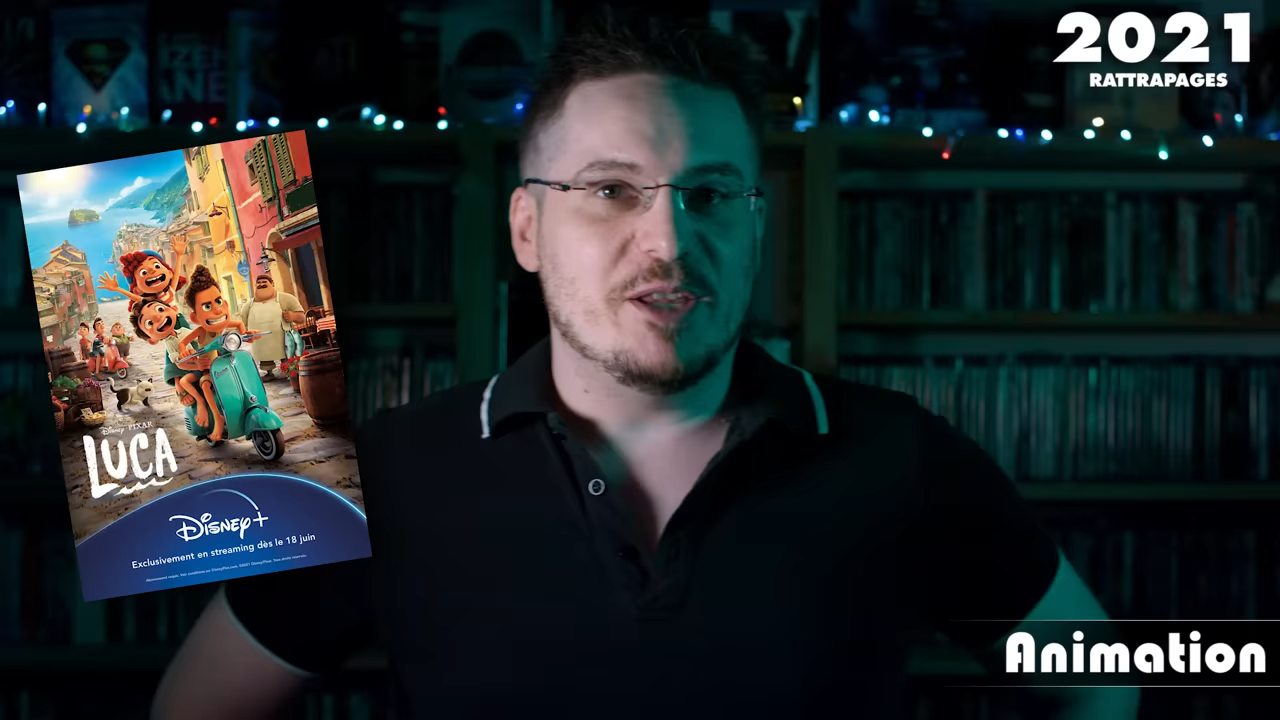 2021
RATTRAPAGES
Disney PIXAR
LUCA
Disney+
Exclusivement en streaming dès le 18 juin
Animation